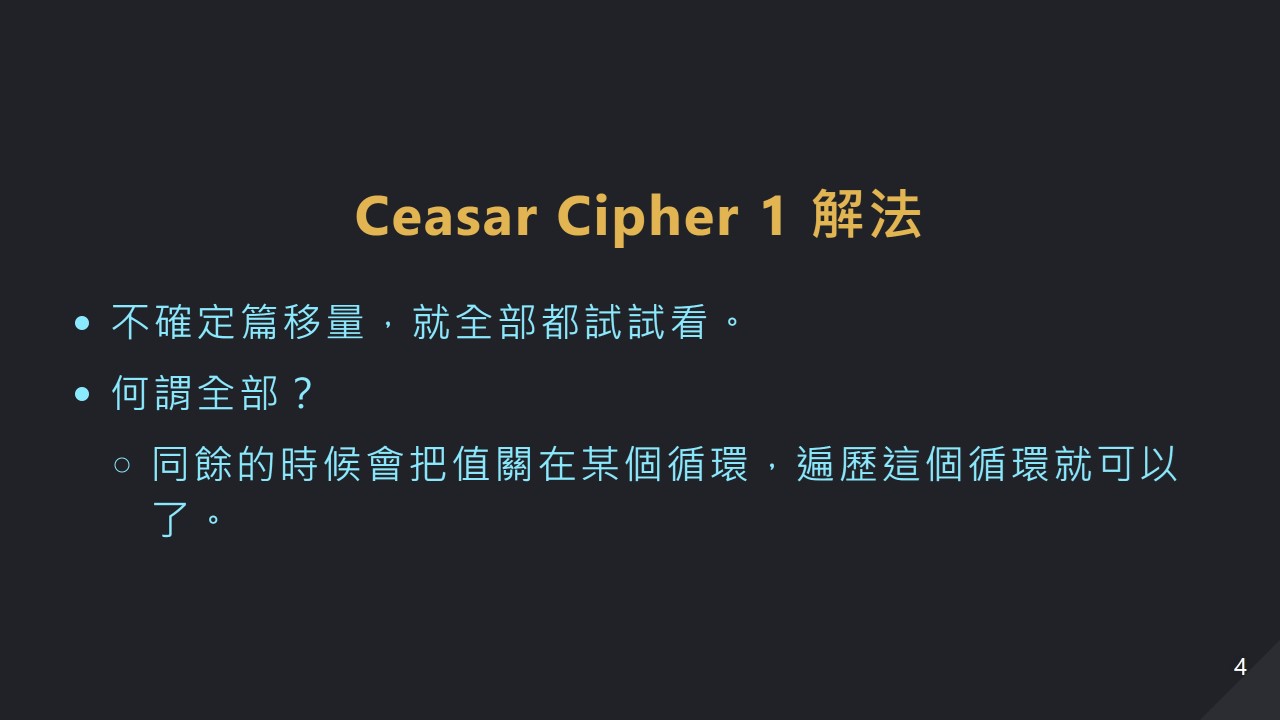 Ceasar Cipher 1 解法
• 不確定篇移量，就全部都試試看。
• 何謂全部？
○ 同餘的時候會把值關在某個循環，遍歷這個循環就可以
了。
4